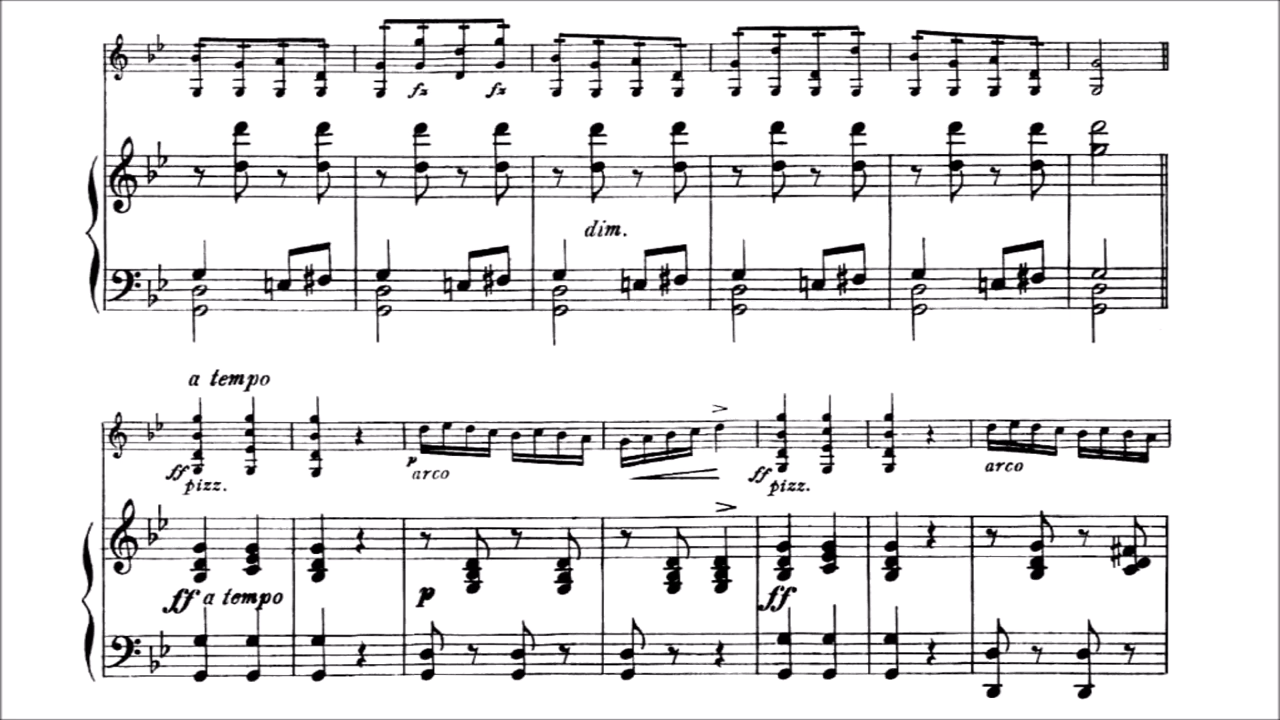 fz fz
dim.
a tempo
ff pizz. p arco ff pizz. arco
ff a tempo p ff